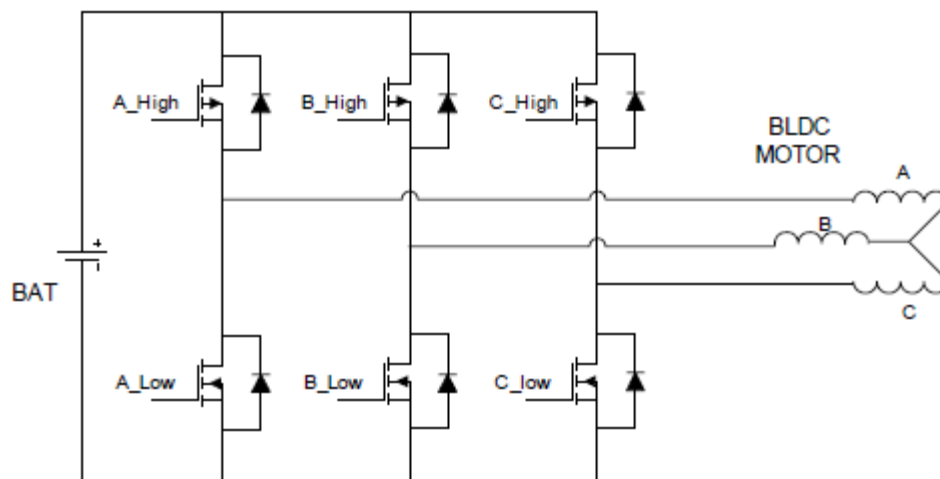 A_High
B_High
C_High
BLDC
MOTOR
A
B
+
BAT
C
A_Low
B_Low
C_low